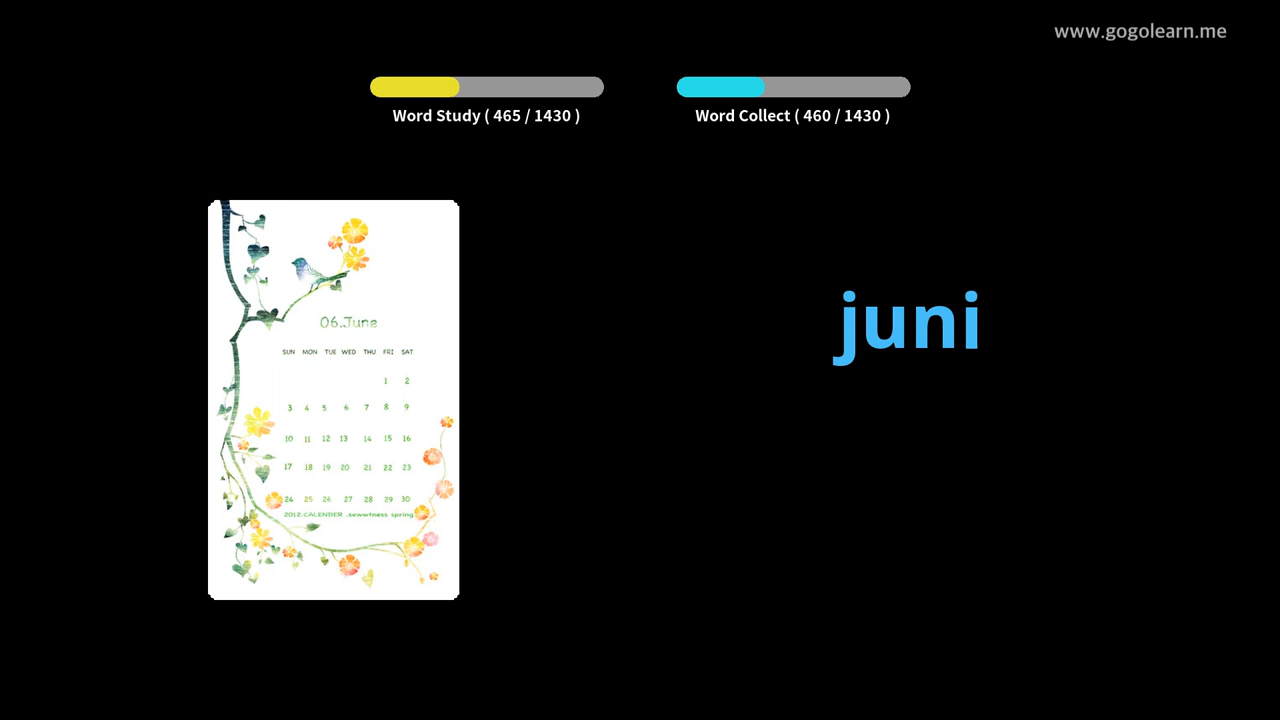 www.gogolearn.me
Word Study ( 465 / 1430 )
Word Collect ( 460 / 1430 )
06.June
SUN MON TUE WED THU FRI SAT
1 2
3 4 5 6 7 8 9
10 11 12 13 14 15 16
17 18 19 20 21 22 23
24 25 26 27 28 29 30
2012.CALENDER .sewwtness spring
juni